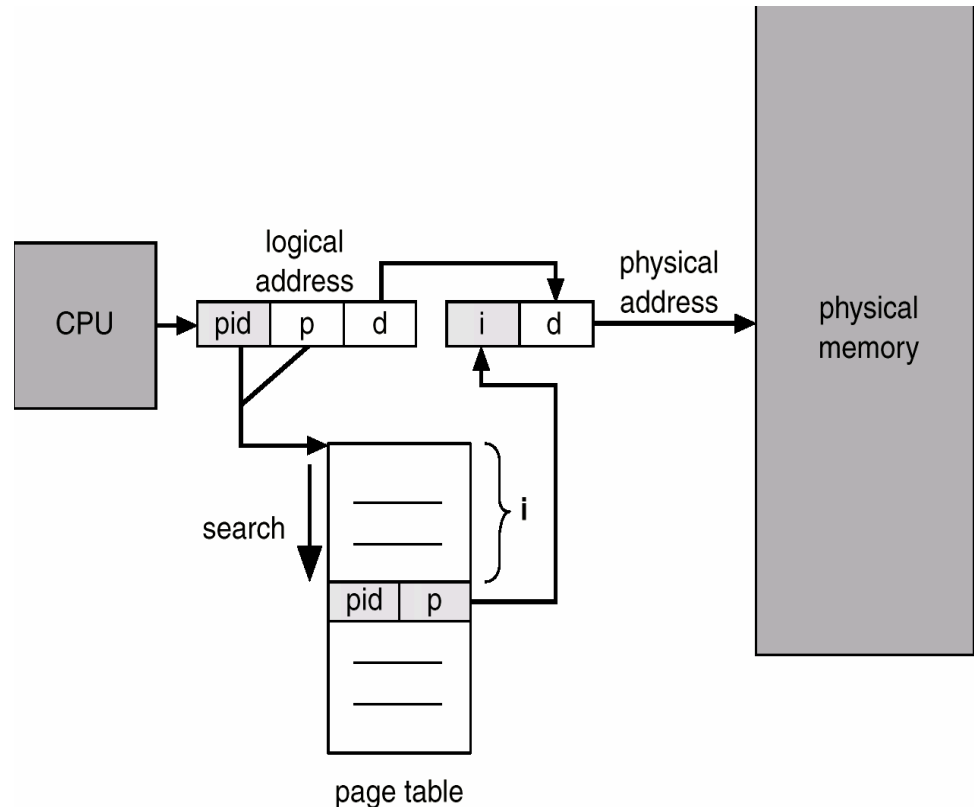 CPU
logical
address
pid p d
i d
physical
address
physical
memory
search
i
pid p
page table